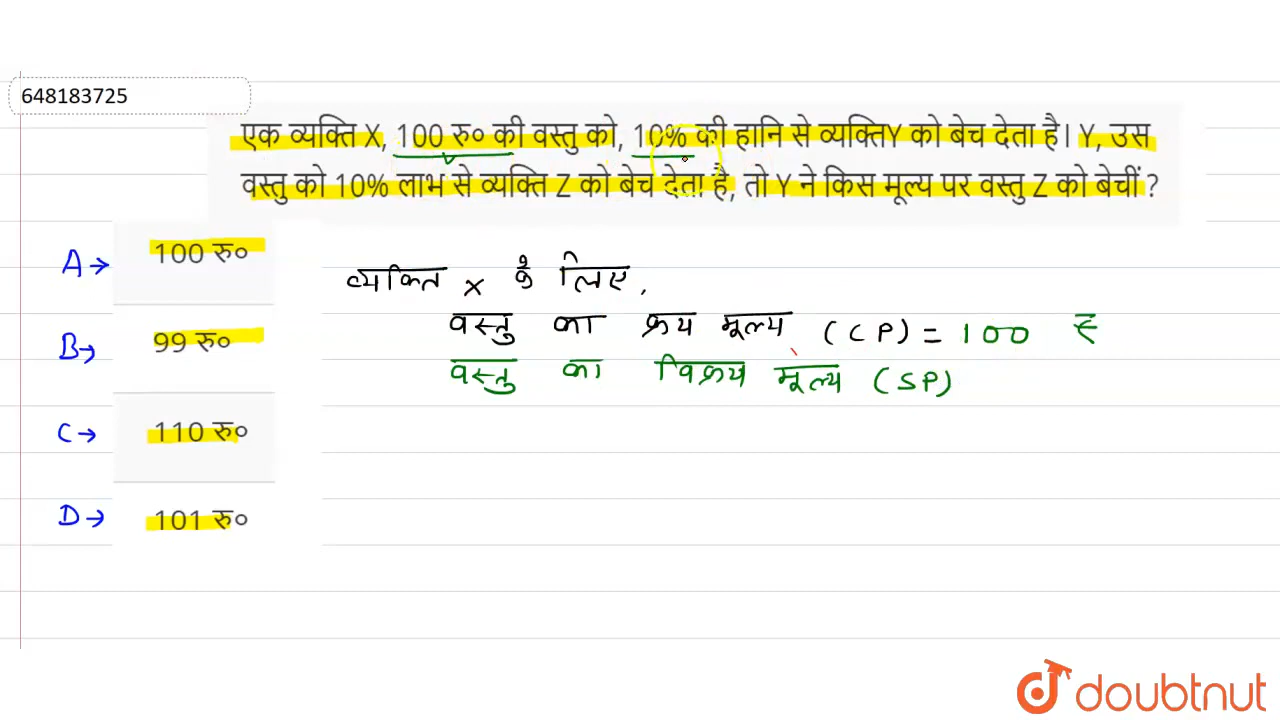 648183725
एक व्यक्ति X, 100 रु० की वस्तु को, 10% की हानि से व्यक्तिY को बेच देता है। Y, उस
वस्तु को 10% लाभ से व्यक्ति Z को बेच देता है, तो Y ने किस मूल्य पर वस्तु Z को बेचीं ?
A→ 100 रु०
व्यक्ति X के लिए,
वस्तु का क्रय मूल्य (CP) = 100 ₹
B→ 99 रु०
वस्तु का विक्रय मूल्य (SP)
C→ 110 रु०
D→ 101 रु०
doubtnut